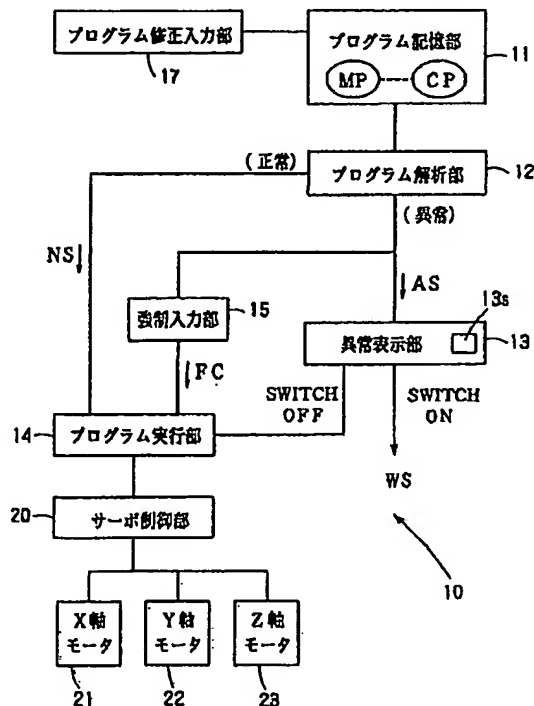 プログラム修正入力部
17
プログラム記憶部
MP
CP
11
(正常)
プログラム解析部
12
(異常)
NS
AS
13s
強制入力部
15
異常表示部
13
FC
SWITCH
OFF
SWITCH
ON
14
プログラム実行部
WS
20
サーボ制御部
10
X軸
モータ
Y軸
モータ
Z軸
モータ
21
22
23